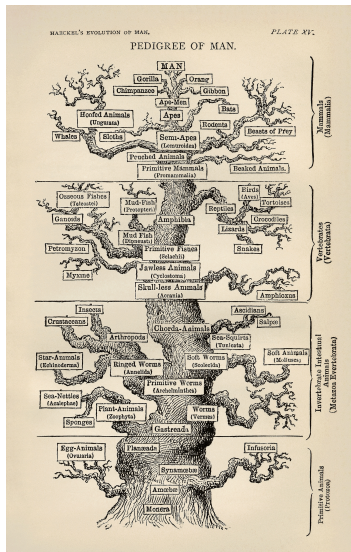 HAECKEL'S EVOLUTION OF MAN.
PLATE XV.
PEDIGREE OF MAN.
MAN
Gorilla
Orang
Chimpanzee
Gibbon
Ape-Men
Apes
Bats
Hoofed Animals
(Ungulata)
Rodents
Whales
Sloths
Semi-Apes
(Lemuroidea)
Beasts of Prey
Pouched Animals
Primitive Mammals
(Promammalia)
Beaked Animals.
Mammals
(Mammalia)
Osseous Fishes
(Teleostei)
Mud-Fish
(Protopteri)
Birds
(Aves)
Tortoises
Reptiles
Ganoids
Amphibia
Crocodiles
Lizards
Mud Fish
(Dipneusti)
Petromyzon
Primitive Fishes
(Selachii)
Snakes
Jawless Animals
(Cyclostoma)
Myxine
Skull-less Animals
(Acrania)
Amphioxus
Vertebrates
(Vertebrata)
Insects
Ascidians
Crustaceans
Chorda-Animals
Salpæ
Arthropods
Sea-Squirts
(Tunicata)
Star-Animals
(Echinoderma)
Ringed Worms
(Annelida)
Soft Worms
(Scolecida)
Soft Animals
(Mollusca)
Primitive Worms
(Archelminthes)
Sea-Nettles
(Acalephae)
Plant-Animals
(Zoophyta)
Worms
(Vermes)
Sponges
Gastreada
Invertebrate Intestinal
Animals
(Metazoa Evertebrata)
Egg-Animals
(Ovularia)
Planæada
Infusoria
Synamœbæ
Amœbæ
Monera
Primitive Animals
(Protozoa)